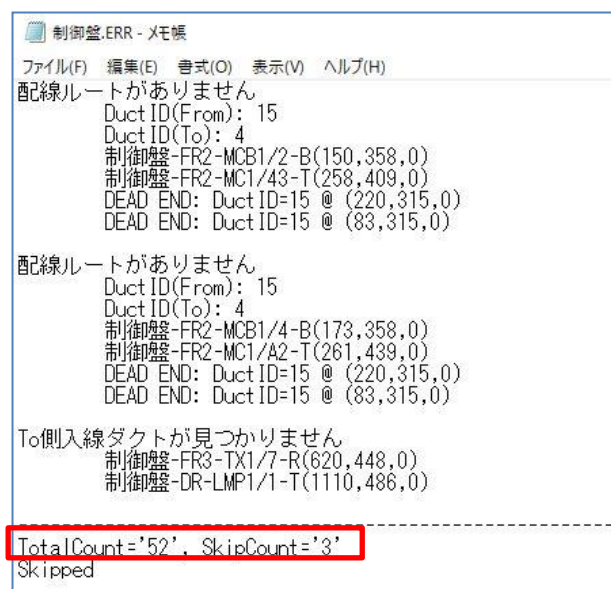 制御盤.ERR - メモ帳
ファイル(F) 編集(E) 書式(O) 表示(V) ヘルプ(H)
配線ルートがありません
DuctID(From): 15
DuctID(To): 4
制御盤-FR2-MCB1/2-B(150,358,0)
制御盤-FR2-MC1/43-T(258,409,0)
DEAD END: DuctID=15 @ (220,315,0)
DEAD END: DuctID=15 @ (83,315,0)
配線ルートがありません
DuctID(From): 15
DuctID(To): 4
制御盤-FR2-MCB1/4-B(173,358,0)
制御盤-FR2-MC1/A2-T(261,439,0)
DEAD END: DuctID=15 @ (220,315,0)
DEAD END: DuctID=15 @ (83,315,0)
To側入線ダクトが見つかりません
制御盤-FR3-TX1/7-R(620,448,0)
制御盤-DR-LMP1/1-T(1110,486,0)
------------------------------------------------------------
TotalCount='52', SkipCount='3'
Skipped